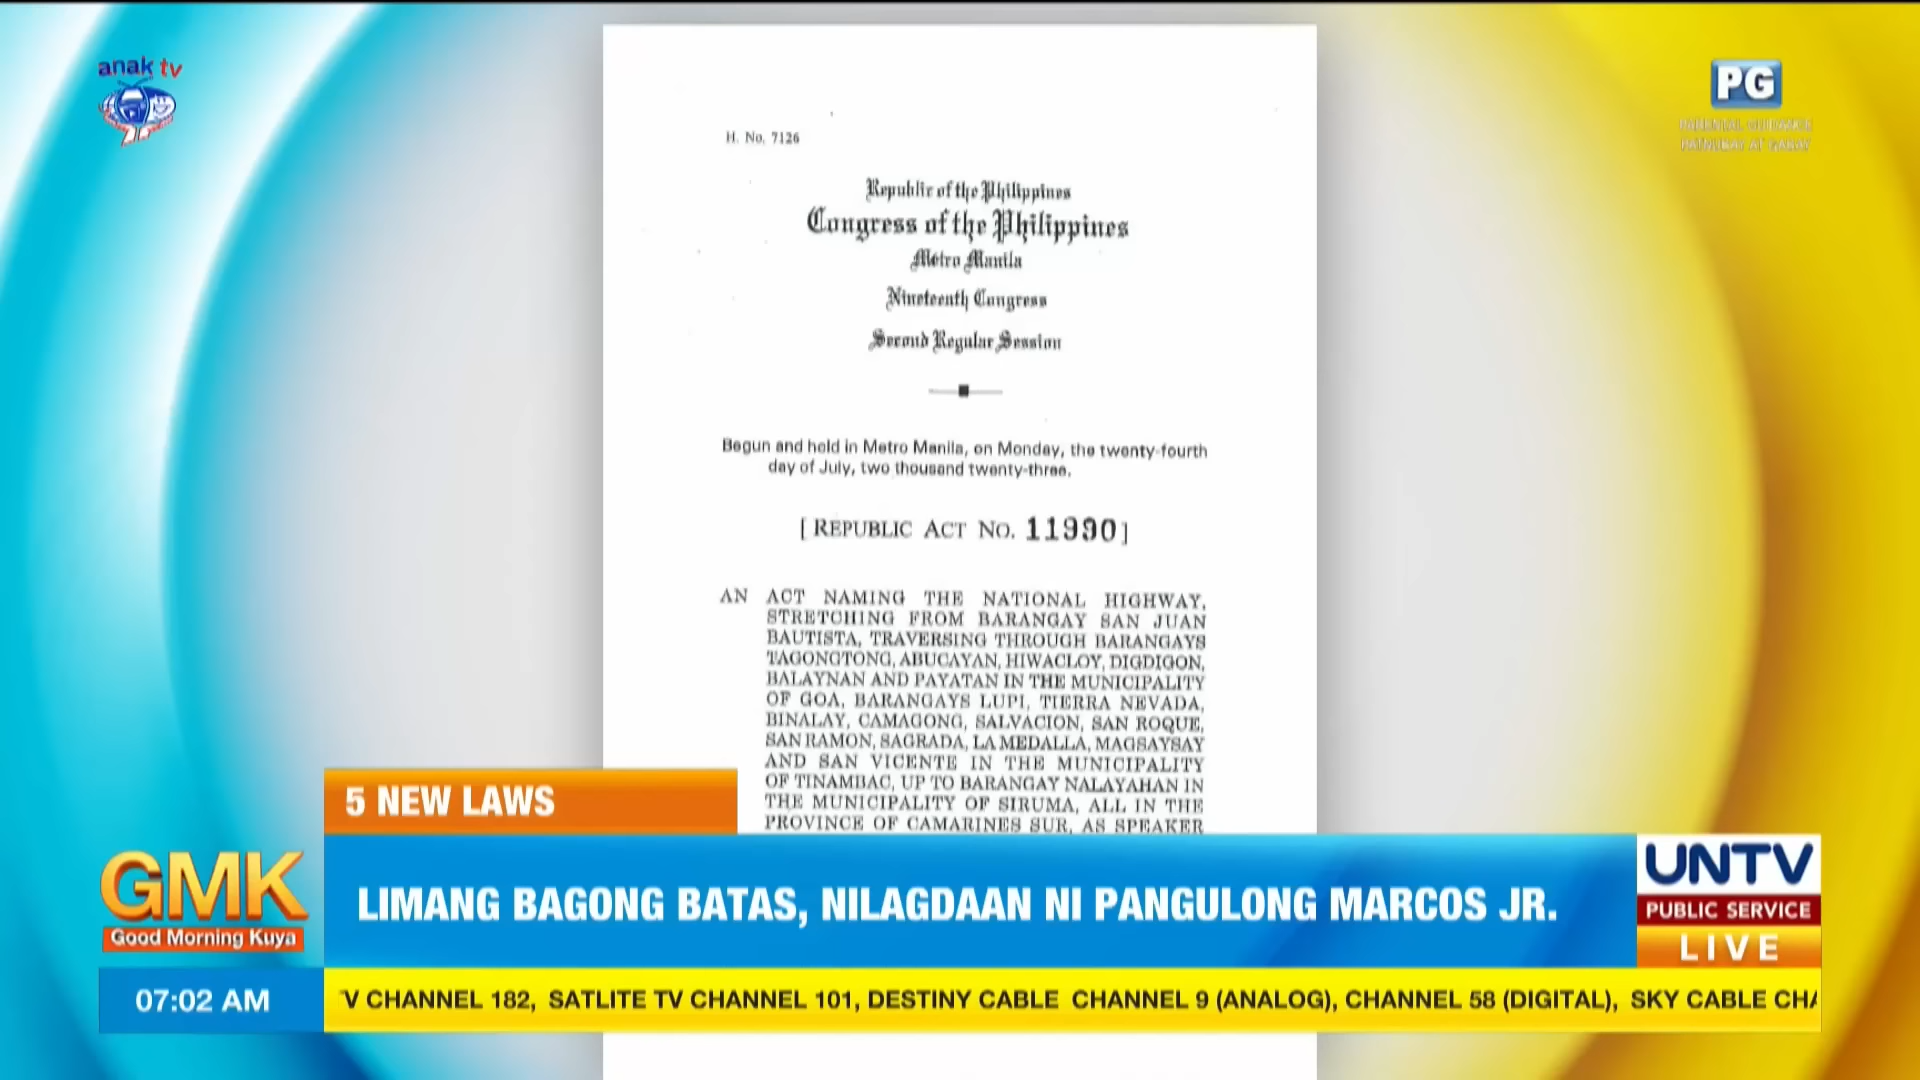 anak tv
PG
PARENTAL GUIDANCE
PATNUBAY AT GABAY
H. No. 7126
Republic of the Philippines
Congress of the Philippines
Metro Manila
Nineteenth Congress
Second Regular Session
Begun and held in Metro Manila, on Monday, the twenty-fourth
day of July, two thousand twenty-three.
[ REPUBLIC ACT NO. 11990 ]
AN ACT NAMING THE NATIONAL HIGHWAY,
STRETCHING FROM BARANGAY SAN JUAN
BAUTISTA, TRAVERSING THROUGH BARANGAYS
TAGONGTONG, ABUCAYAN, HIWACLOY, DIGDIGON,
BALAYNAN AND PAYATAN IN THE MUNICIPALITY
OF GOA, BARANGAYS LUPI, TIERRA NEVADA,
BINALAY, CAMAGONG, SALVACION, SAN ROQUE,
SAN RAMON, SAGRADA, LA MEDALLA, MAGSAYSAY
AND SAN VICENTE IN THE MUNICIPALITY
OF TINAMBAC, UP TO BARANGAY NALAYAHAN IN
THE MUNICIPALITY OF SIRUMA, ALL IN THE
PROVINCE OF CAMARINES SUR, AS SPEAKER
5 NEW LAWS
LIMANG BAGONG BATAS, NILAGDAAN NI PANGULONG MARCOS JR.
GMK
Good Morning Kuya
UNTV
PUBLIC SERVICE
LIVE
07:02 AM
V CHANNEL 182, SATLITE TV CHANNEL 101, DESTINY CABLE CHANNEL 9 (ANALOG), CHANNEL 58 (DIGITAL), SKY CABLE CHA